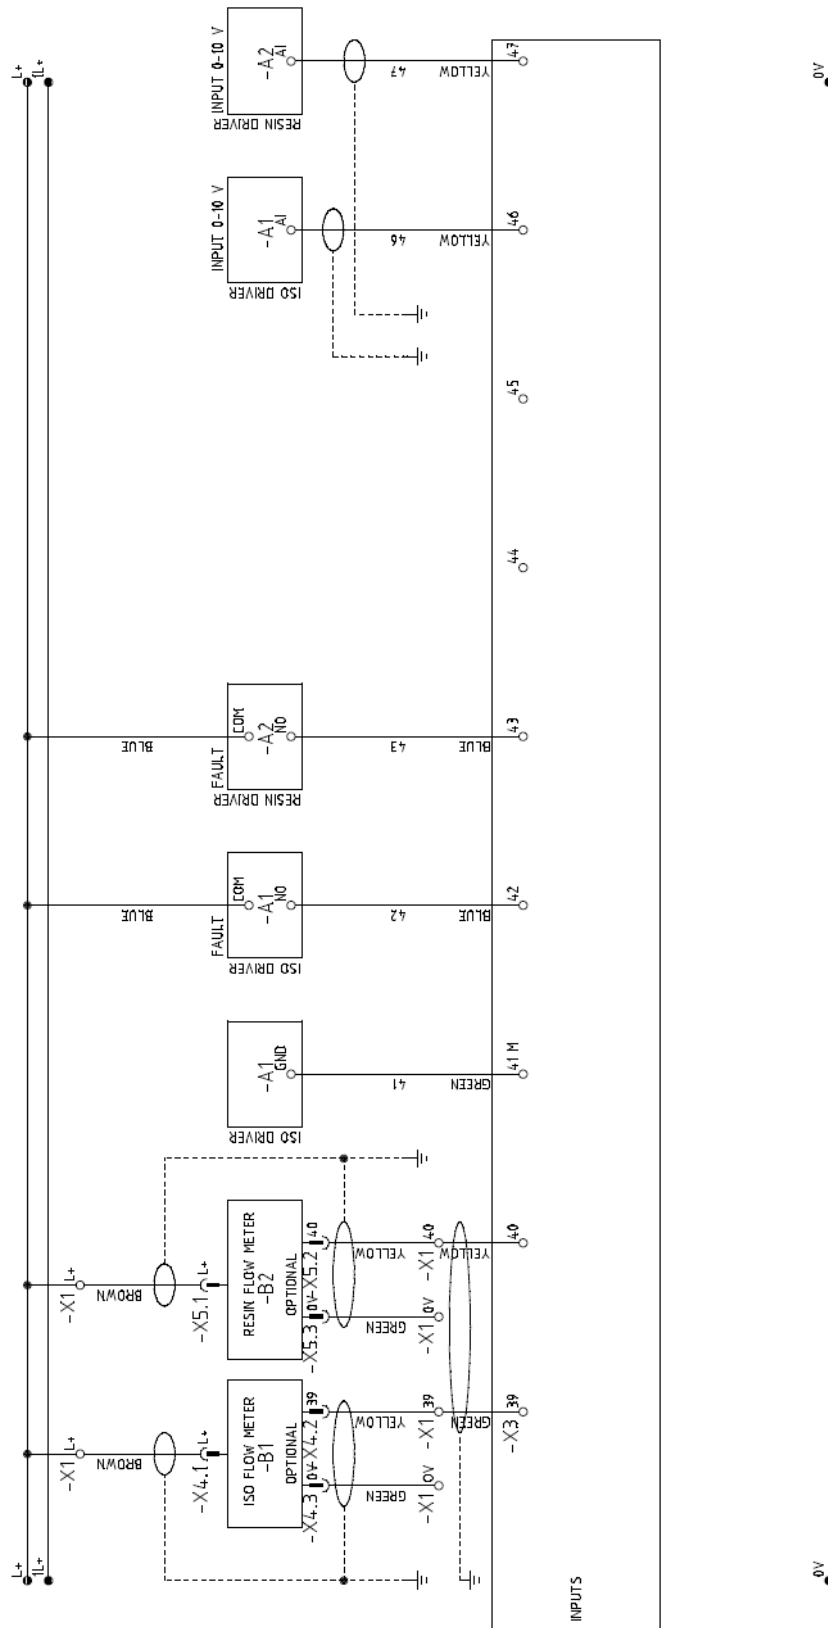 L+
1L+
INPUT 0-10 V
-A2
AI
RESIN DRIVER
47
YELLOW
47
0V
INPUT 0-10 V
-A1
AI
ISO DRIVER
46
YELLOW
46
45
44
BLUE
FAULT
COM
-A2
NO
RESIN DRIVER
43
BLUE
43
BLUE
FAULT
COM
-A1
NO
ISO DRIVER
42
BLUE
42
-A1
GND
ISO DRIVER
41
GREEN
41 M
-X1
L+
BROWN
-X5.1
L+
RESIN FLOW METER
-B2
OPTIONAL
-X5.2
40
YELLOW
-X1
40
YELLOW
40
-X5.3
0V
GREEN
-X1
0V
-X1
L+
BROWN
-X4.1
L+
ISO FLOW METER
-B1
OPTIONAL
-X4.2
39
YELLOW
-X1
39
GREEN
-X3
39
-X4.3
0V
GREEN
-X1
0V
L+
1L+
INPUTS
0V